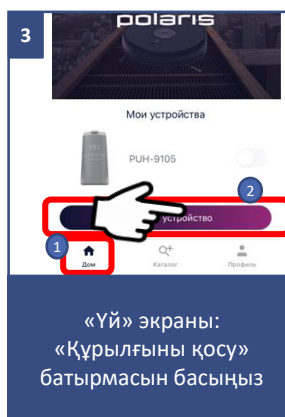 3
polaris
Мои устройства
PUH-9105
2
устройство
1
Дом
Каталог
Профиль
«Үй» экраны:
«Құрылғыны қосу»
батырмасын басыңыз